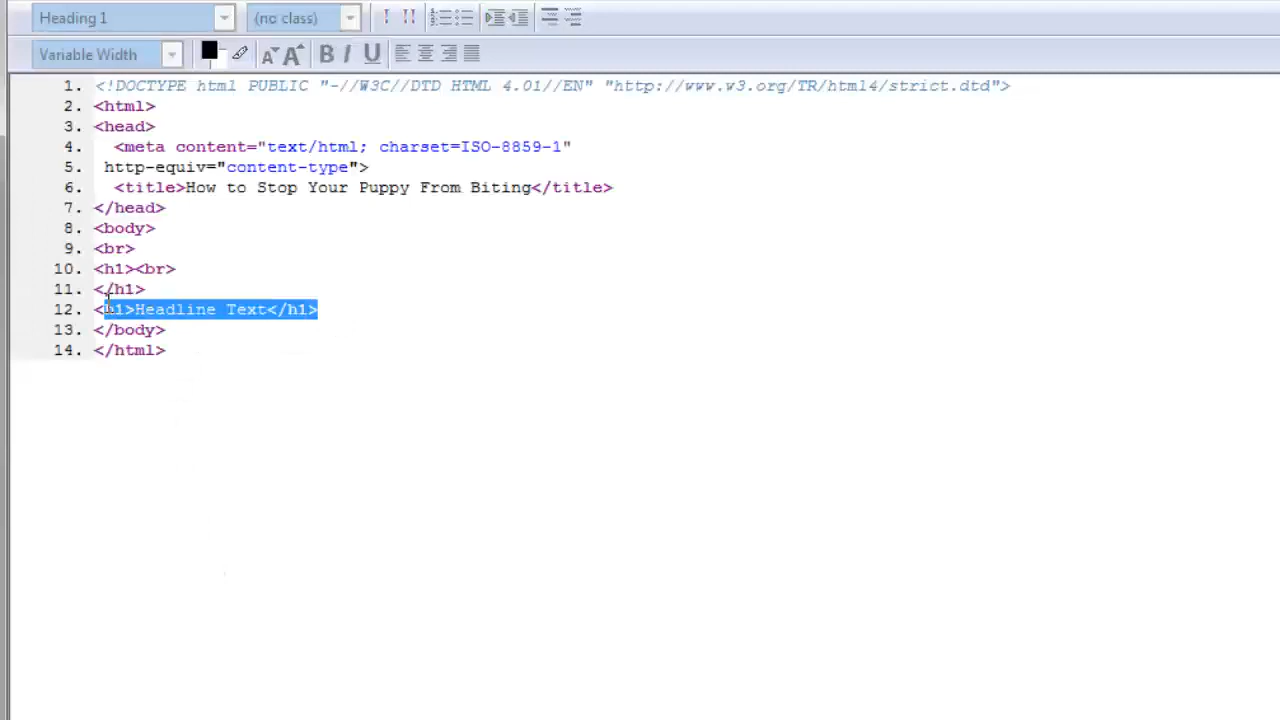 Heading 1 (no class)
Variable Width B I U
1. <!DOCTYPE html PUBLIC "-//W3C//DTD HTML 4.01//EN" "http://www.w3.org/TR/html4/strict.dtd">
2. <html>
3. <head>
4. <meta content="text/html; charset=ISO-8859-1"
5. http-equiv="content-type">
6. <title>How to Stop Your Puppy From Biting</title>
7. </head>
8. <body>
9. <br>
10. <h1><br>
11. </h1>
12. <h1>Headline Text</h1>
13. </body>
14. </html>